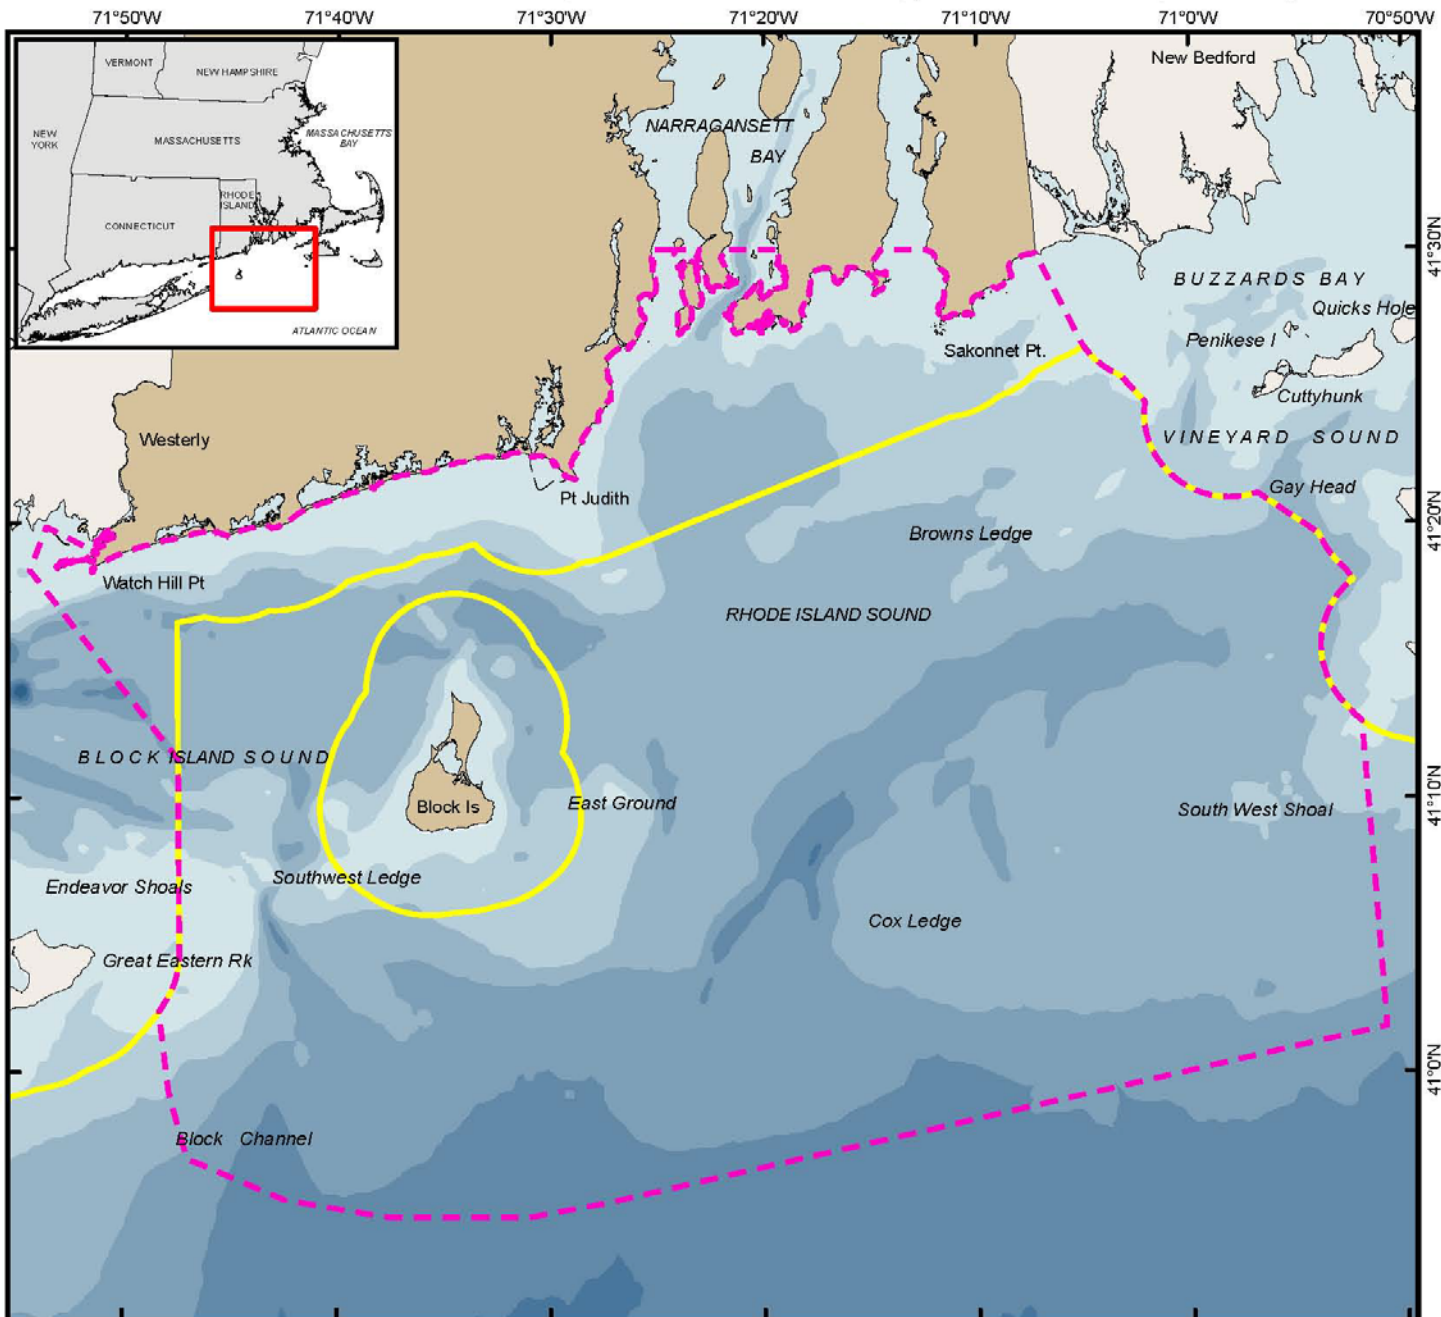 71°50'W
71°40'W
71°30'W
71°20'W
71°10'W
71°0'W
70°50'W
VERMONT
NEW HAMPSHIRE
NEW
YORK
MASSACHUSETTS
MASSACHUSETTS
BAY
RHODE
ISLAND
CONNECTICUT
ATLANTIC OCEAN
New Bedford
NARRAGANSETT
BAY
41°30'N
BUZZARDS BAY
Quicks Hole
Penikese I
Sakonnet Pt.
Cuttyhunk
Westerly
VINEYARD SOUND
Gay Head
Pt Judith
41°20'N
Browns Ledge
Watch Hill Pt
RHODE ISLAND SOUND
BLOCK ISLAND SOUND
41°10'N
Block Is
East Ground
South West Shoal
Southwest Ledge
Endeavor Shoals
Cox Ledge
Great Eastern Rk
41°0'N
Block Channel